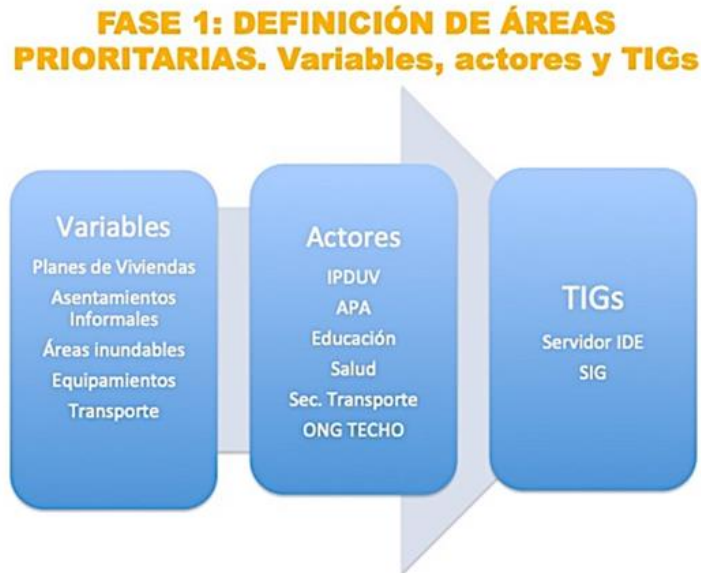 FASE 1: DEFINICIÓN DE ÁREAS
PRIORITARIAS. Variables, actores y TIGs
Variables
Planes de Viviendas
Asentamientos
Informales
Áreas inundables
Equipamientos
Transporte
Actores
IPDUV
APA
Educación
Salud
Sec. Transporte
ONG TECHO
TIGs
Servidor IDE
SIG